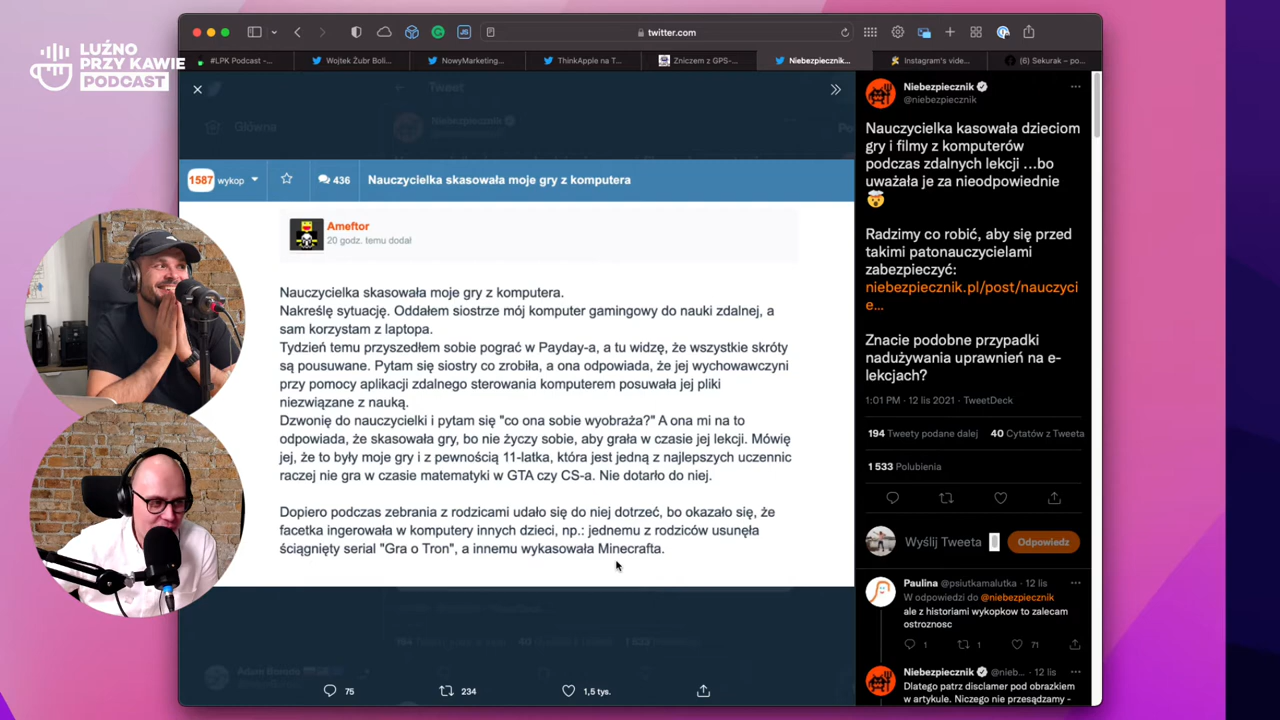 LUŹNO
PRZY KAWIE
PODCAST
twitter.com
#LPK Podcast -...
Wojtek Żubr Boli...
NowyMarketing...
ThinkApple na T...
Zniczem z GPS-...
Niebezpiecznik...
Instagram's vide...
(6) Sekurak – po...
Tweet
Główna
Niebezpiecznik
1587 wykop
436
Nauczycielka skasowała moje gry z komputera
Ameftor
20 godz. temu dodał
Nauczycielka skasowała moje gry z komputera.
Nakreślę sytuację. Oddałem siostrze mój komputer gamingowy do nauki zdalnej, a
sam korzystam z laptopa.
Tydzień temu przyszedłem sobie pograć w Payday-a, a tu widzę, że wszystkie skróty
są pousuwane. Pytam się siostry co zrobiła, a ona odpowiada, że jej wychowawczyni
przy pomocy aplikacji zdalnego sterowania komputerem posuwała jej pliki
niezwiązane z nauką.
Dzwonię do nauczycielki i pytam się "co ona sobie wyobraża?" A ona mi na to
odpowiada, że skasowała gry, bo nie życzy sobie, aby grała w czasie jej lekcji. Mówię
jej, że to były moje gry i z pewnością 11-latka, która jest jedną z najlepszych uczennic
raczej nie gra w czasie matematyki w GTA czy CS-a. Nie dotarło do niej.
Dopiero podczas zebrania z rodzicami udało się do niej dotrzeć, bo okazało się, że
facetka ingerowała w komputery innych dzieci, np.: jednemu z rodziców usunęła
ściągnięty serial "Gra o Tron", a innemu wykasowała Minecrafta.
75
234
1,5 tys.
Niebezpiecznik
@niebezpiecznik
Nauczycielka kasowała dzieciom
gry i filmy z komputerów
podczas zdalnych lekcji ...bo
uważała je za nieodpowiednie
🤯
Radzimy co robić, aby się przed
takimi patonauczycielami
zabezpieczyć:
niebezpiecznik.pl/post/nauczyci
e...
Znacie podobne przypadki
nadużywania uprawnień na e-
lekcjach?
1:01 PM · 12 lis 2021 · TweetDeck
194 Tweety podane dalej 40 Cytatów z Tweeta
1 533 Polubienia
Wyślij Tweeta
Odpowiedz
Paulina @psiutkamalutka · 12 lis
W odpowiedzi do @niebezpiecznik
ale z historiami wykopkow to zalecam
ostroznosc
1 1 71
Niebezpiecznik @nieb... · 12 lis
Dlatego patrz disclamer pod obrazkiem
w artykule. Niczego nie przesądzamy -